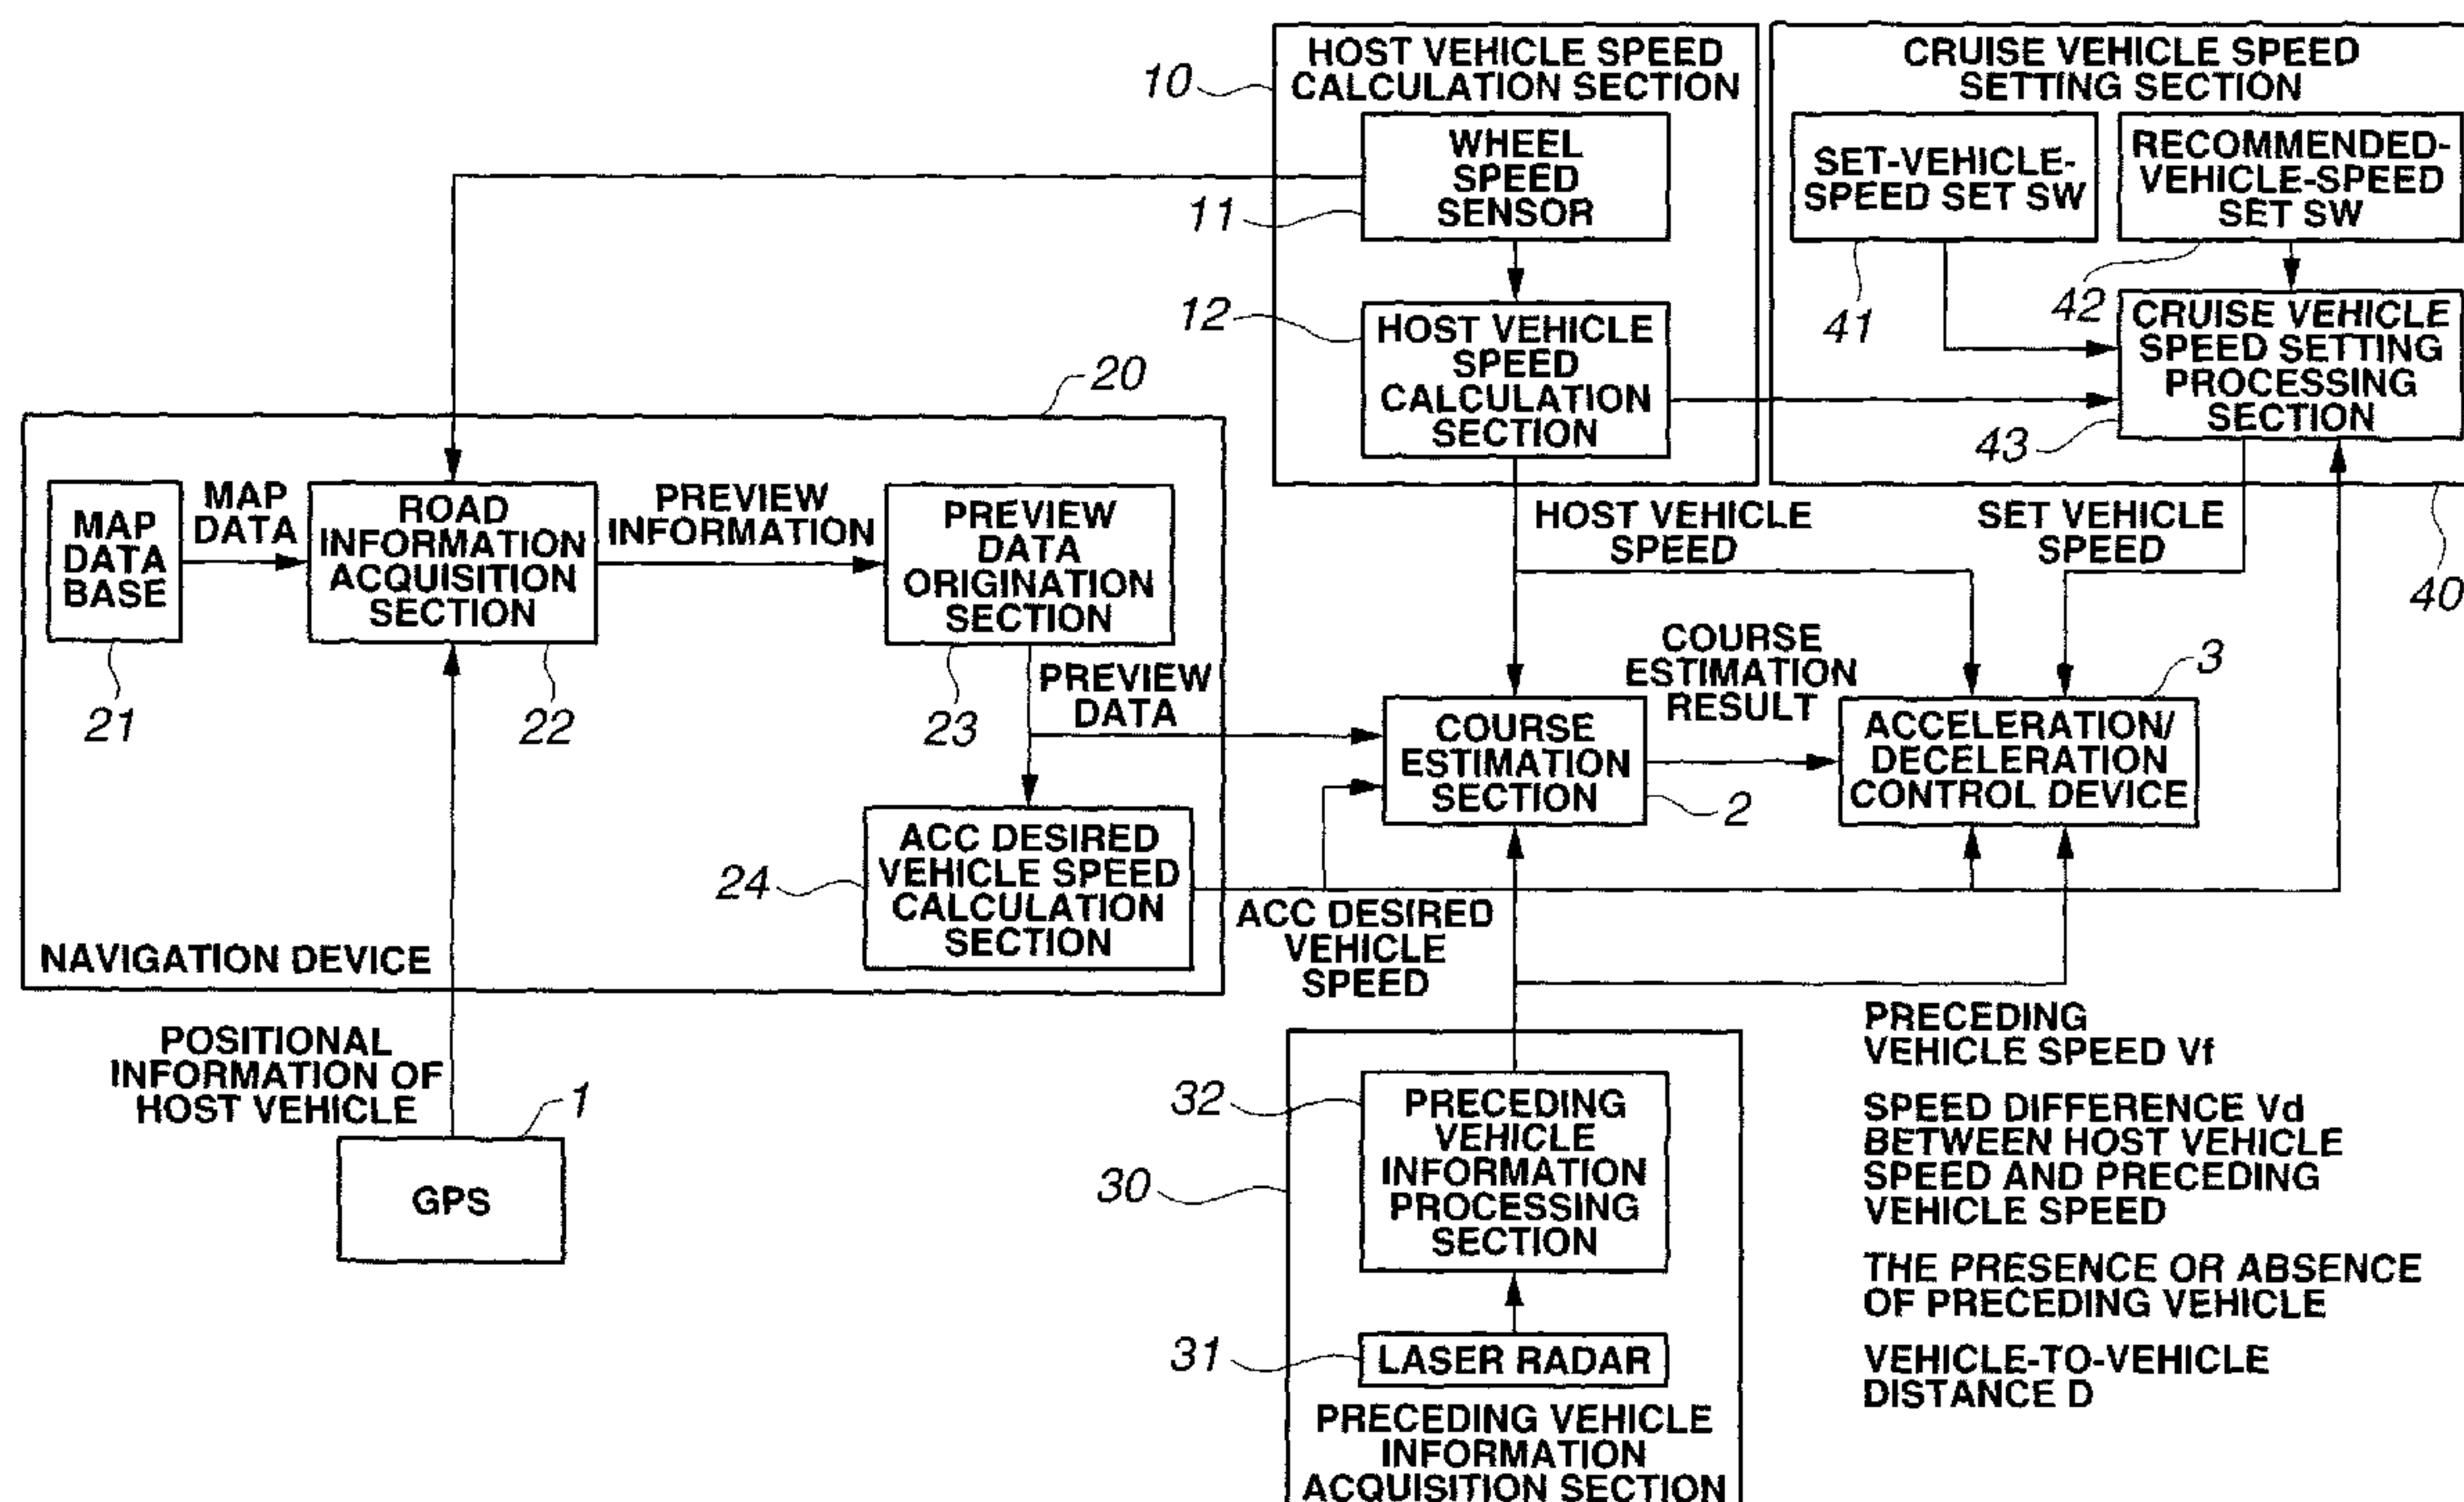 HOST VEHICLE SPEED
CALCULATION SECTION
10
WHEEL
SPEED
SENSOR
11
12
HOST VEHICLE
SPEED
CALCULATION
SECTION
CRUISE VEHICLE SPEED
SETTING SECTION
SET-VEHICLE-
SPEED SET SW
RECOMMENDED-
VEHICLE-SPEED
SET SW
41
42
CRUISE VEHICLE
SPEED SETTING
PROCESSING
SECTION
43
40
20
MAP
DATA
BASE
21
MAP
DATA
ROAD
INFORMATION
ACQUISITION
SECTION
22
PREVIEW
INFORMATION
PREVIEW
DATA
ORIGINATION
SECTION
23
PREVIEW
DATA
ACC DESIRED
VEHICLE SPEED
CALCULATION
SECTION
24
NAVIGATION DEVICE
HOST VEHICLE
SPEED
SET VEHICLE
SPEED
COURSE
ESTIMATION
SECTION
2
COURSE
ESTIMATION
RESULT
3
ACCELERATION/
DECELERATION
CONTROL DEVICE
ACC DESIRED
VEHICLE
SPEED
POSITIONAL
INFORMATION OF
HOST VEHICLE
1
GPS
32
PRECEDING
VEHICLE
INFORMATION
PROCESSING
SECTION
30
31
LASER RADAR
PRECEDING VEHICLE
INFORMATION
ACQUISITION SECTION
PRECEDING
VEHICLE SPEED Vf
SPEED DIFFERENCE Vd
BETWEEN HOST VEHICLE
SPEED AND PRECEDING
VEHICLE SPEED
THE PRESENCE OR ABSENCE
OF PRECEDING VEHICLE
VEHICLE-TO-VEHICLE
DISTANCE D